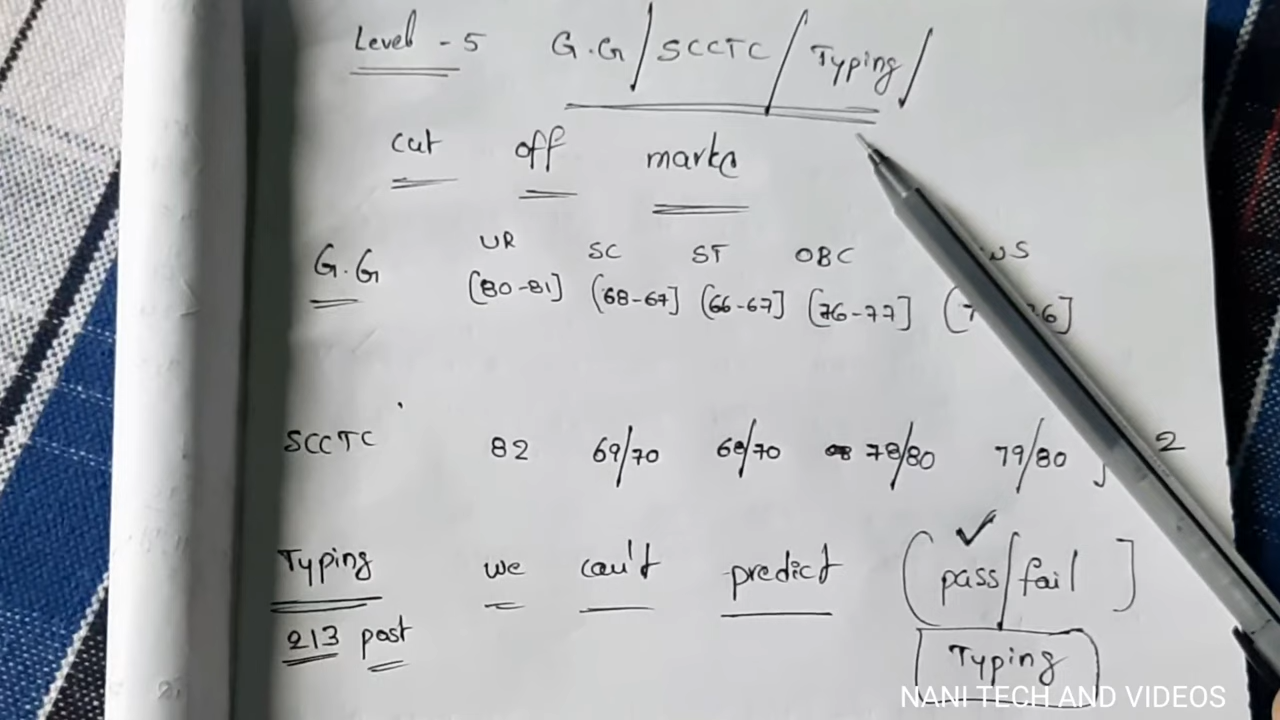 Level - 5 G.G/SCCTC/Typing/
cut off marks
UR SC ST OBC
G.G [80-81] (68-67] (66-67] [76-77]
SCCTC 82 69/70 68/70 78/80 79/80 2
Typing we can't predict (pass/fail]
213 post Typing
NANI TECH AND VIDEOS